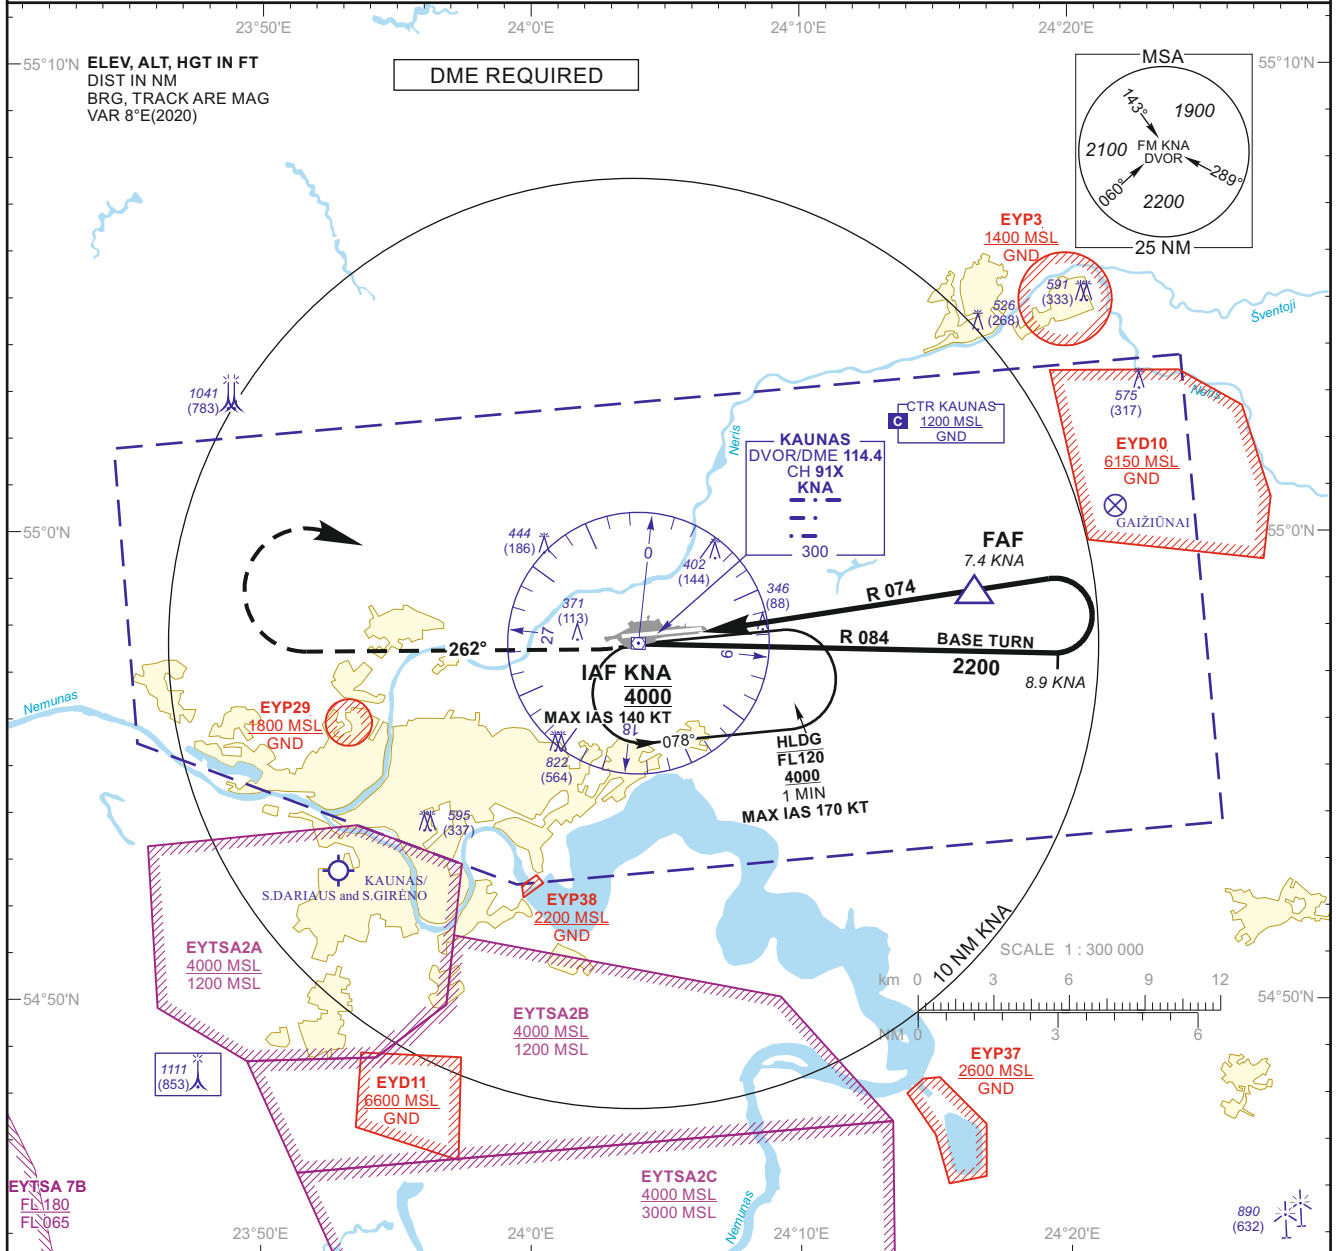 23°50'E
24°0'E
24°10'E
24°20'E
55°10'N
ELEV, ALT, HGT IN FT
DIST IN NM
BRG, TRACK ARE MAG
VAR 8°E(2020)
DME REQUIRED
55°10'N
MSA
143°
1900
2100
FM KNA
DVOR
289°
060°
2200
25 NM
EYP3
1400 MSL
GND
591
(333)
526
(268)
Šventoji
1041
(783)
575
(317)
Neris
CTR KAUNAS
C
1200 MSL
GND
Neris
KAUNAS
DVOR/DME 114.4
CH 91X
KNA
300
EYD10
6150 MSL
GND
GAIŽIŪNAI
55°0'N
55°0'N
444
(186)
0
402
(144)
FAF
7.4 KNA
346
(88)
R 074
371
(113)
27
9
262°
R 084
BASE TURN
2200
8.9 KNA
IAF KNA
4000
MAX IAS 140 KT
18
078°
HLDG
FL120
4000
1 MIN
MAX IAS 170 KT
Nemunas
EYP29
1800 MSL
GND
822
(564)
595
(337)
KAUNAS/
S.DARIAUS and S.GIRĖNO
EYP38
2200 MSL
GND
EYTSA2A
4000 MSL
1200 MSL
10 NM KNA
SCALE 1 : 300 000
km 0 3 6 9 12
NM 0 3 6
54°50'N
54°50'N
EYTSA2B
4000 MSL
1200 MSL
1111
(853)
EYD11
6600 MSL
GND
EYP37
2600 MSL
GND
EYTSA 7B
FL 180
FL 065
EYTSA2C
4000 MSL
3000 MSL
Nemunas
890
(632)
23°50'E
24°0'E
24°10'E
24°20'E